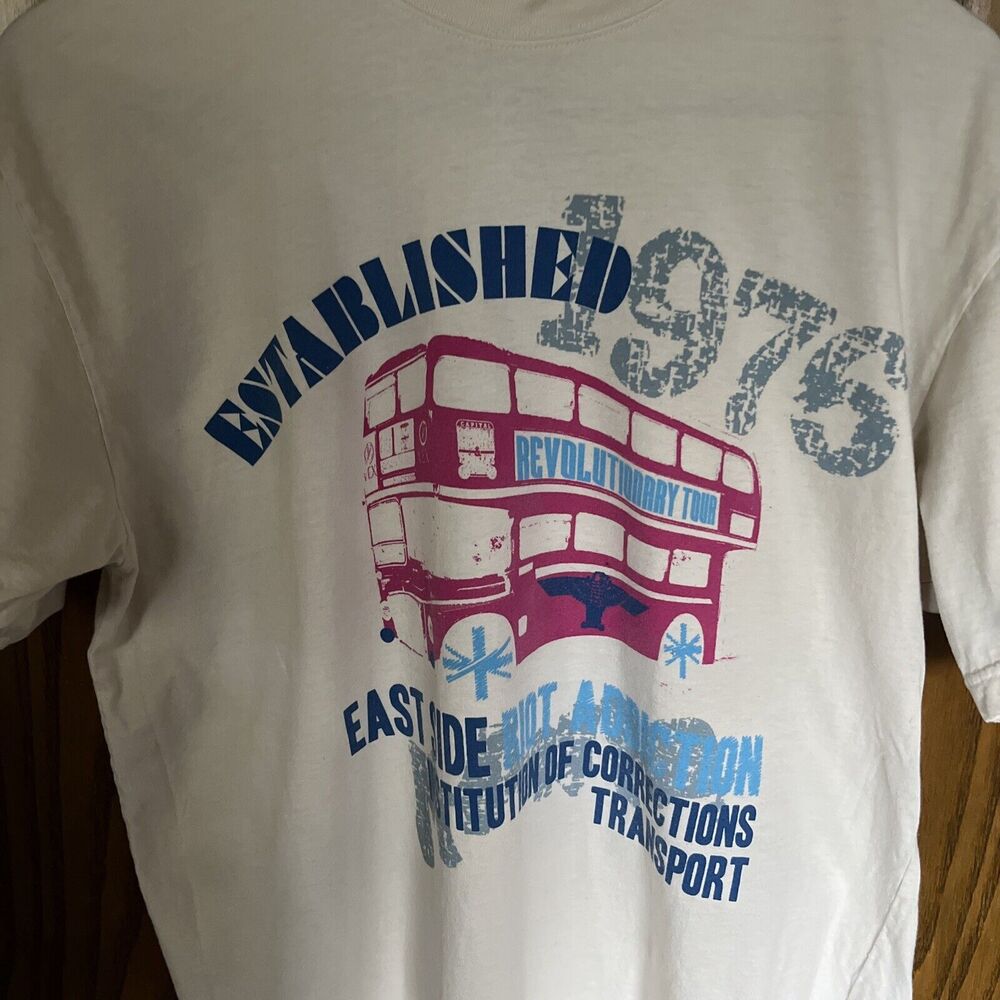 ESTABLISHED
1976
CAPITAL
REVOLUTIONARY TOUR
EAST SIDE RIOT ADDICTION
INSTITUTION OF CORRECTIONS
TRANSPORT